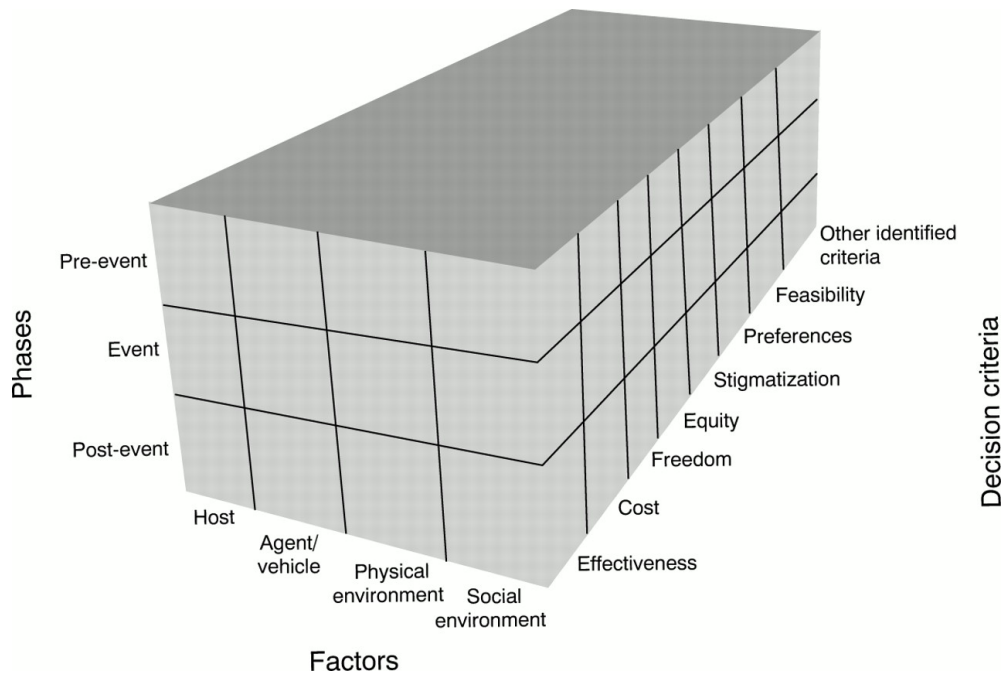 Phases
Pre-event
Event
Post-event
Host
Agent/
vehicle
Physical
environment
Social
environment
Factors
Other identified
criteria
Feasibility
Preferences
Stigmatization
Equity
Freedom
Cost
Effectiveness
Decision criteria